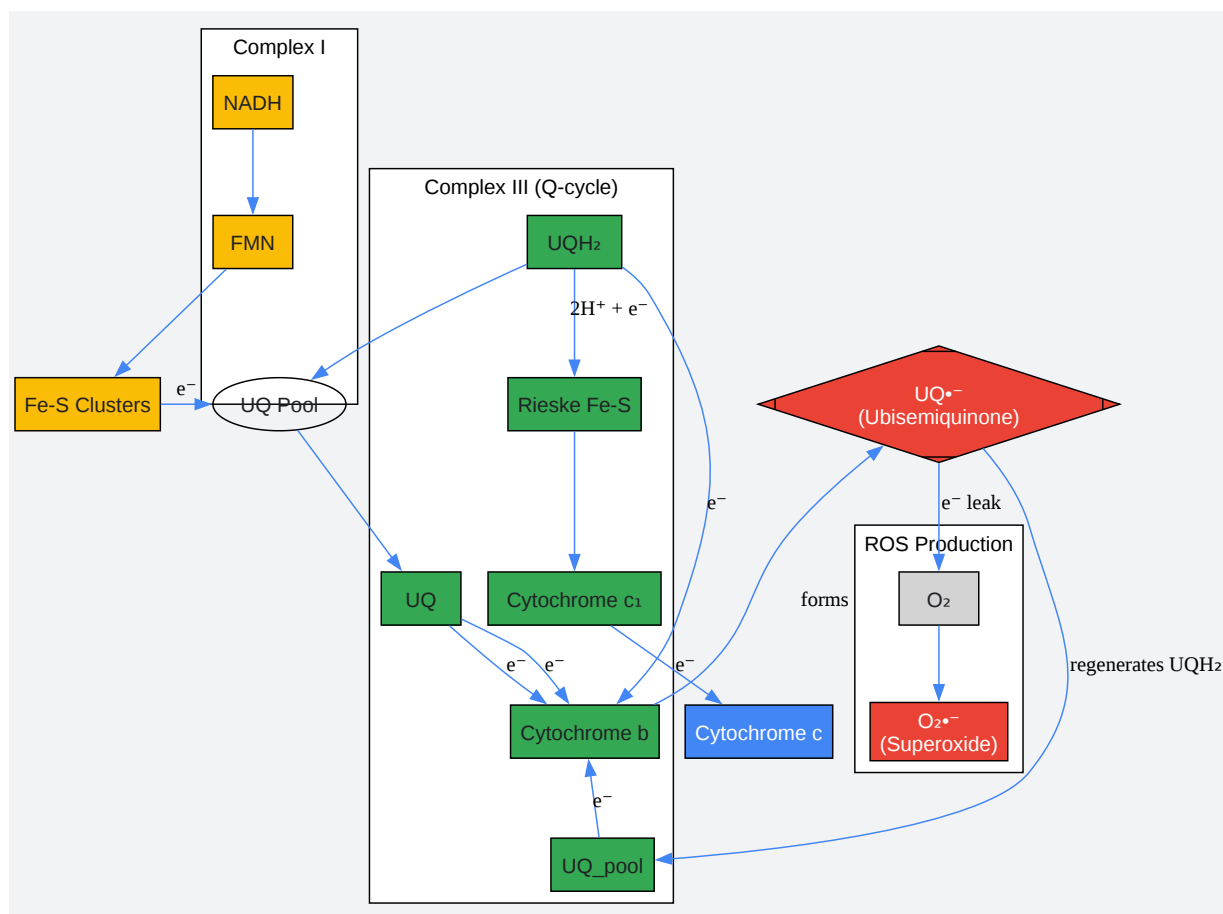 Complex I
NADH
FMN
Fe-S Clusters
e⁻
UQ Pool
Complex III (Q-cycle)
UQH₂
2H⁺ + e⁻
Rieske Fe-S
e⁻
UQ
Cytochrome c₁
e⁻
e⁻
e⁻
Cytochrome b
Cytochrome c
e⁻
UQ_pool
UQ•⁻
(Ubisemiquinone)
e⁻ leak
ROS Production
forms
O₂
regenerates UQH₂
O₂•⁻
(Superoxide)